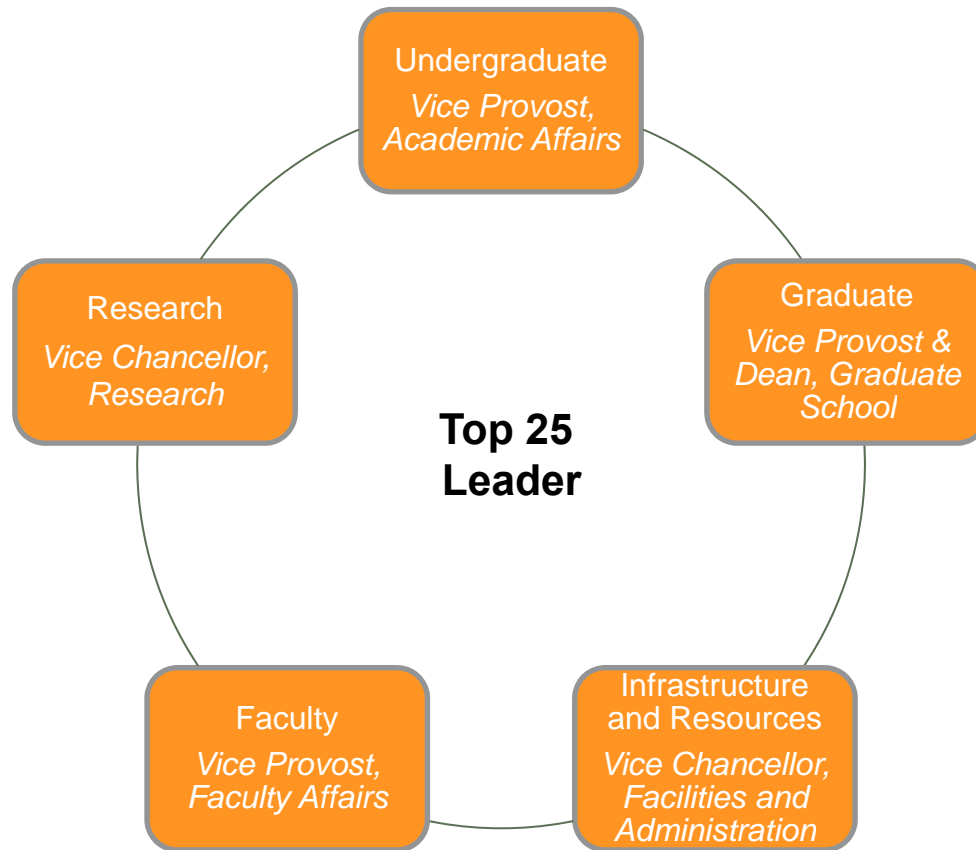 Undergraduate
Vice Provost,
Academic Affairs
Research
Vice Chancellor,
Research
Graduate
Vice Provost &
Dean, Graduate
School
Top 25
Leader
Faculty
Vice Provost,
Faculty Affairs
Infrastructure
and Resources
Vice Chancellor,
Facilities and
Administration